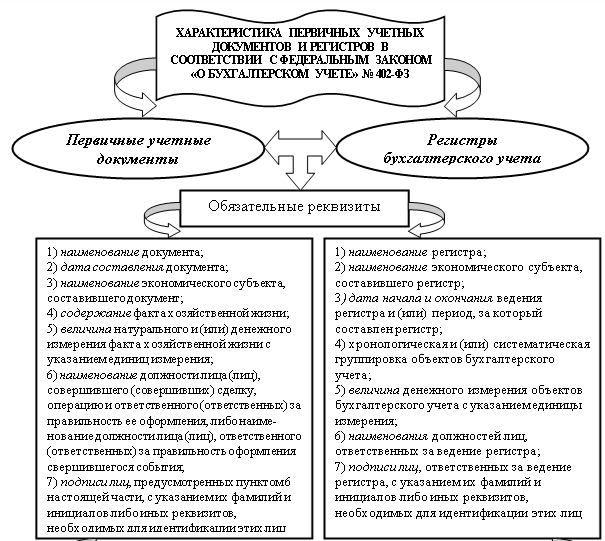 ХАРАКТЕРИСТИКА ПЕРВИЧНЫХ УЧЕТНЫХ
ДОКУМЕНТОВ И РЕГИСТРОВ В
СООТВЕТСТВИИ С ФЕДЕРАЛЬНЫМ ЗАКОНОМ
«О БУХГАЛТЕРСКОМ УЧЕТЕ» № 402-ФЗ
Первичные учетные
документы
Регистры
бухгалтерского учета
Обязательные реквизиты
1) наименование документа;
2) дата составления документа;
3) наименование экономического субъекта,
составившего документ;
4) содержание факта хозяйственной жизни;
5) величина натурального и (или) денежного
измерения факта хозяйственной жизни с
указанием единиц измерения;
6) наименование должности лица (лиц),
совершившего (совершивших) сделку,
операцию и ответственного (ответственных) за
правильность ее оформления, либо наиме-
нование должности лица (лиц), ответственного
(ответственных) за правильность оформления
свершившегося события;
7) подписи лиц, предусмотренных пунктом 6
настоящей части, с указанием их фамилий и
инициалов либо иных реквизитов,
необходимых для идентификации этих лиц
1) наименование регистра;
2) наименование экономического субъекта,
составившего регистр;
3) дата начала и окончания ведения
регистра и (или) период, за который
составлен регистр;
4) хронологическая и (или) систематическая
группировка объектов бухгалтерского
учета;
5) величина денежного измерения объектов
бухгалтерского учета с указанием единицы
измерения;
6) наименования должностей лиц,
ответственных за ведение регистра;
7) подписи лиц, ответственных за ведение
регистра, с указанием их фамилий и
инициалов либо иных реквизитов,
необходимых для идентификации этих лиц